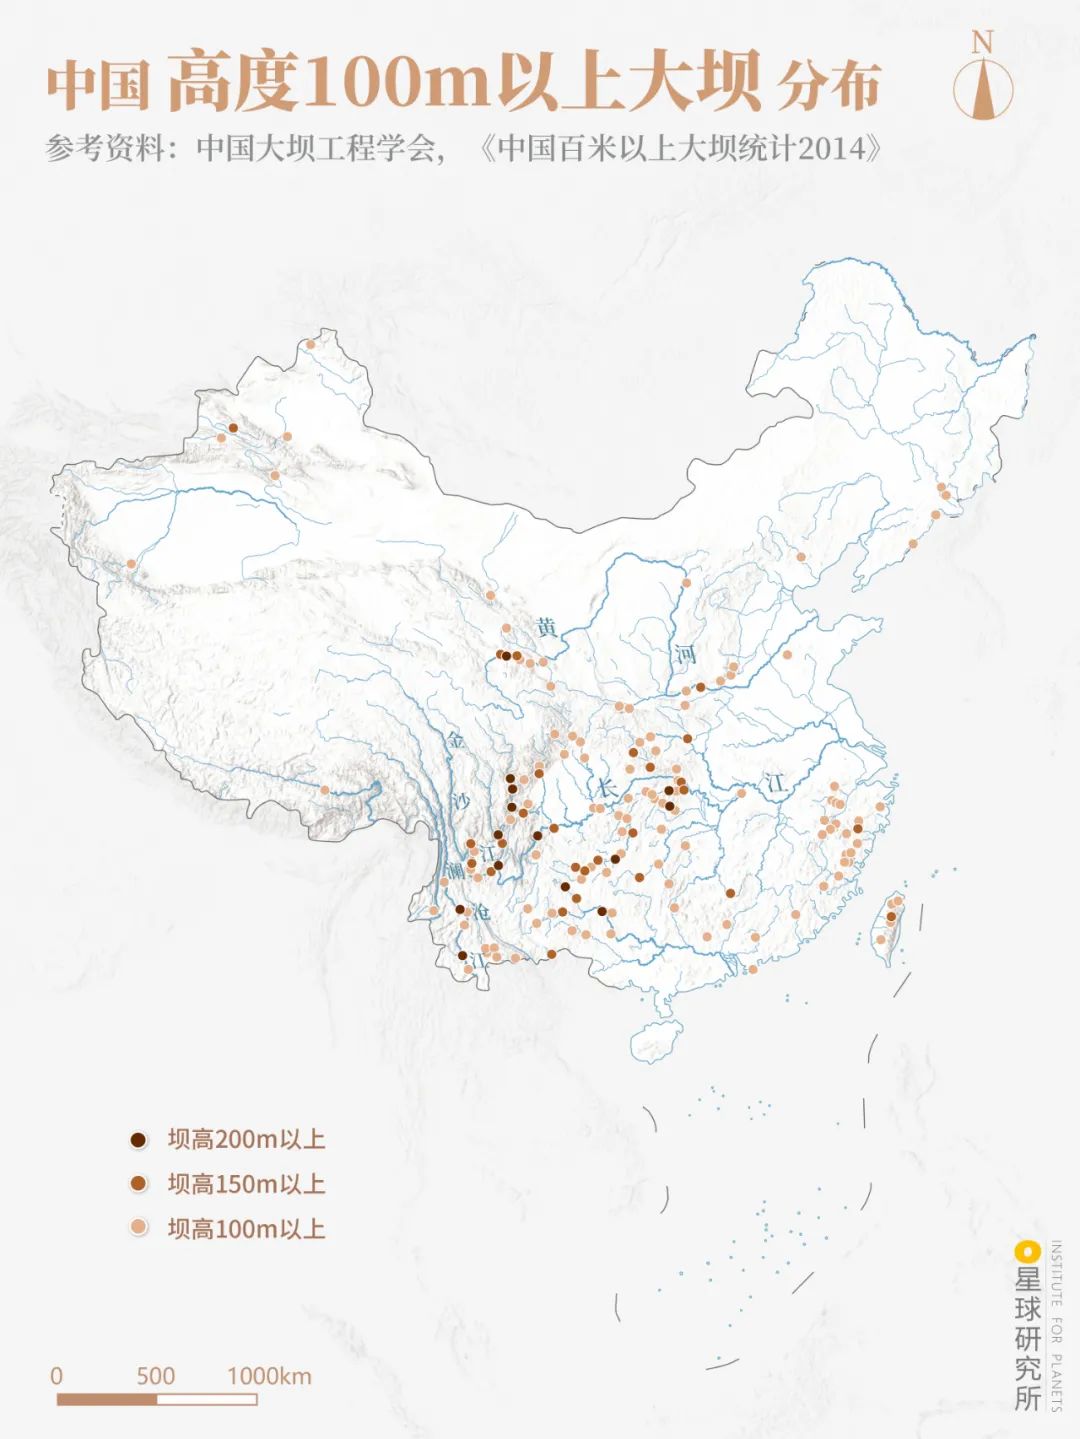 N
中国 高度100m以上大坝 分布
参考资料：中国大坝工程学会，《中国百米以上大坝统计2014》
黄
河
金
沙
江
长
江
澜
沧
江
坝高200m以上
坝高150m以上
坝高100m以上
0 500 1000km
星球研究所
INSTITUTE FOR PLANETS